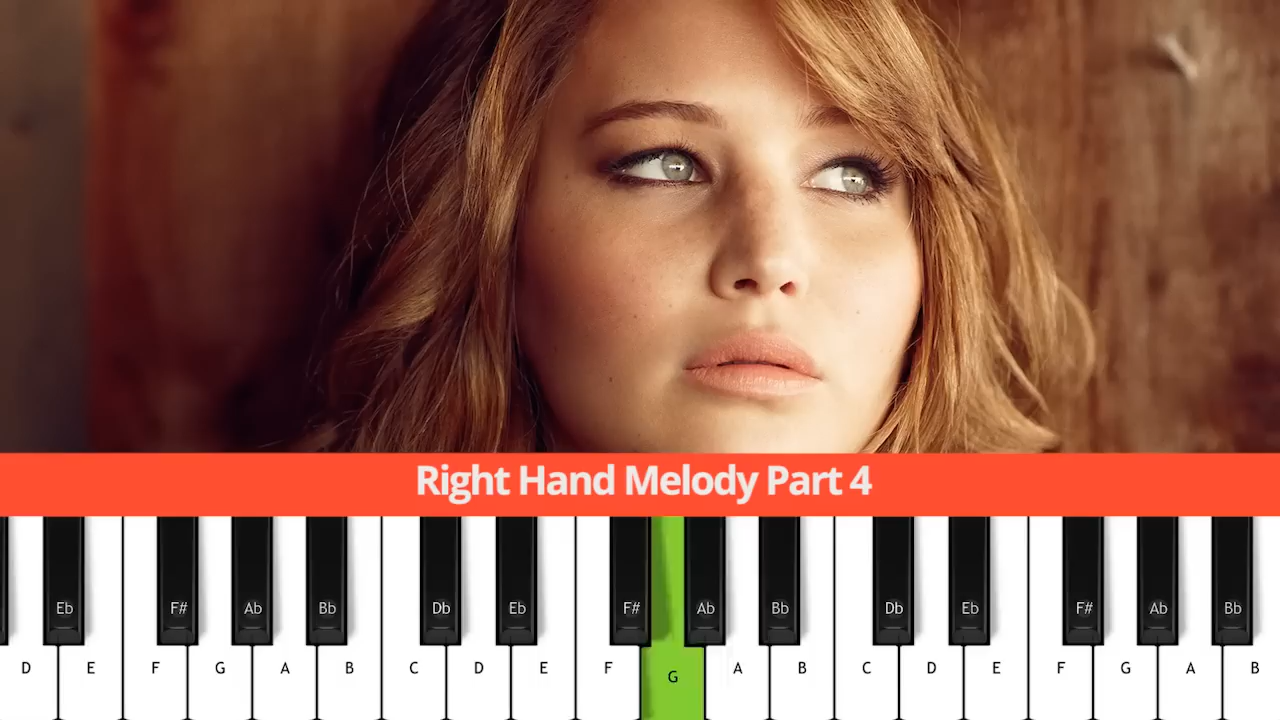 Right Hand Melody Part 4
Eb F# Ab Bb Db Eb F# Ab Bb Db Eb F# Ab Bb
D E F G A B C D E F G A B C D E F G A B